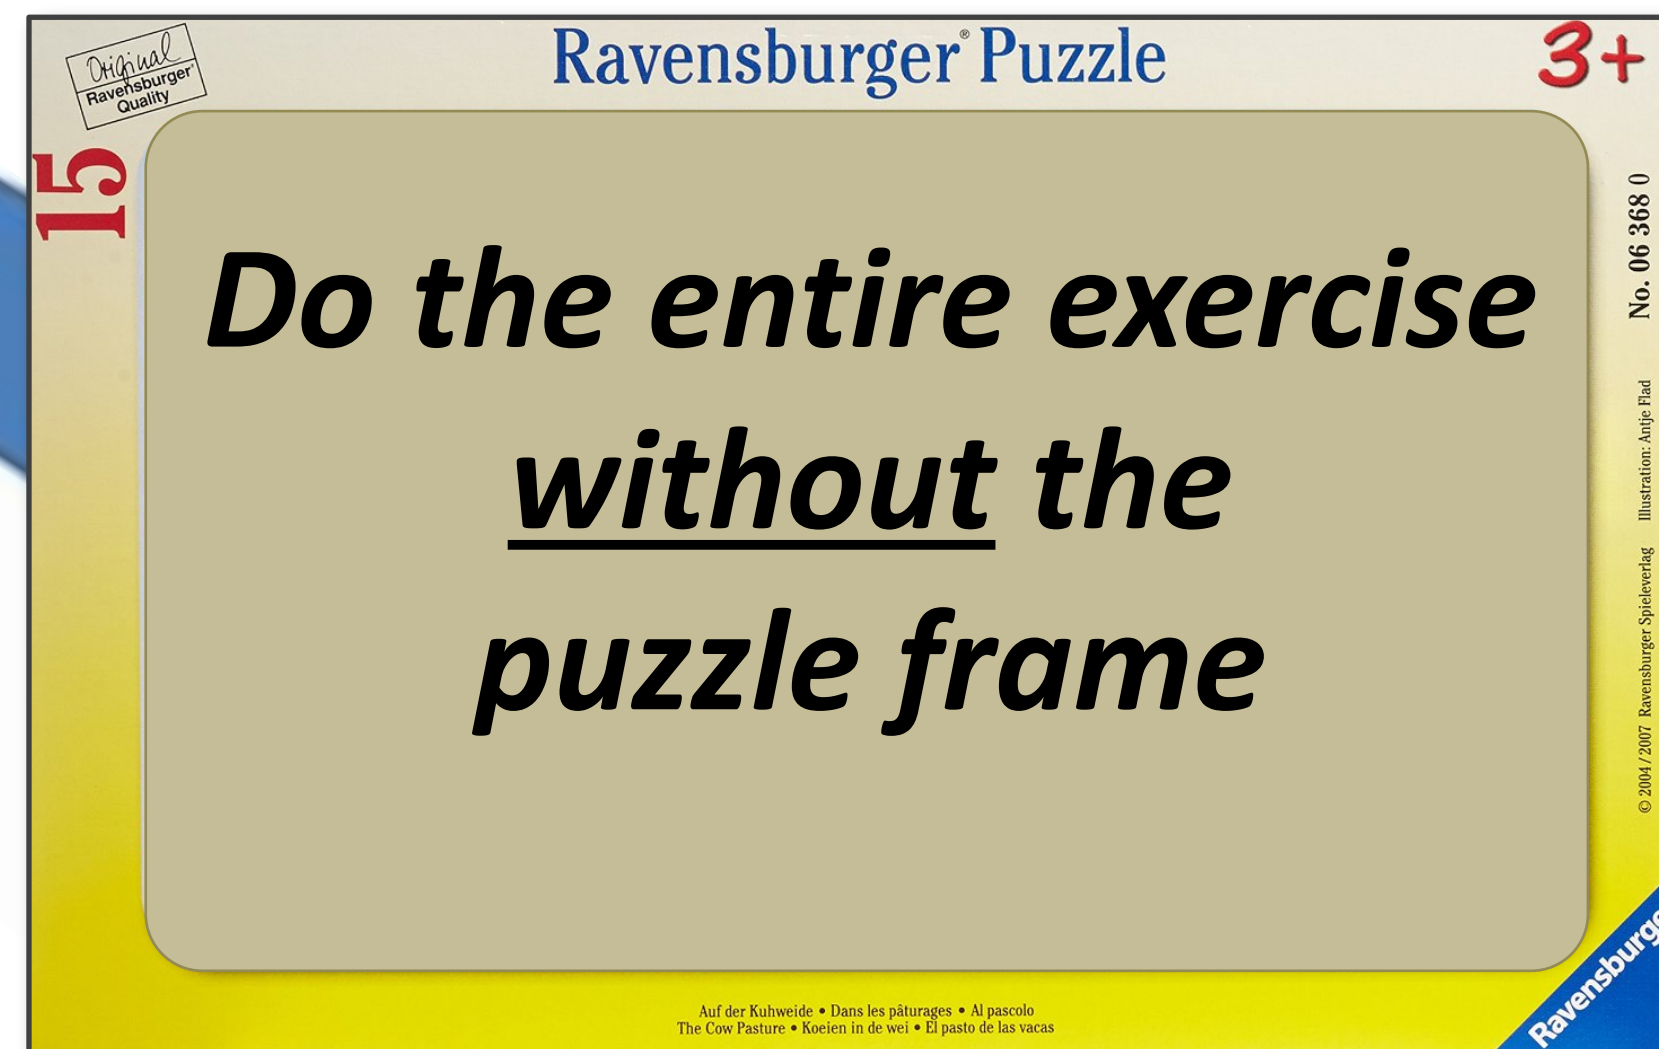 Original
Ravensburger®
Quality
Ravensburger® Puzzle
3+
15
Do the entire exercise
without the
puzzle frame
No. 06 368 0
Illustration: Antje Flad
© 2004 / 2007 Ravensburger Spieleverlag
Auf der Kuhweide • Dans les pâturages • Al pascolo
The Cow Pasture • Koeien in de wei • El pasto de las vacas
Ravensburge